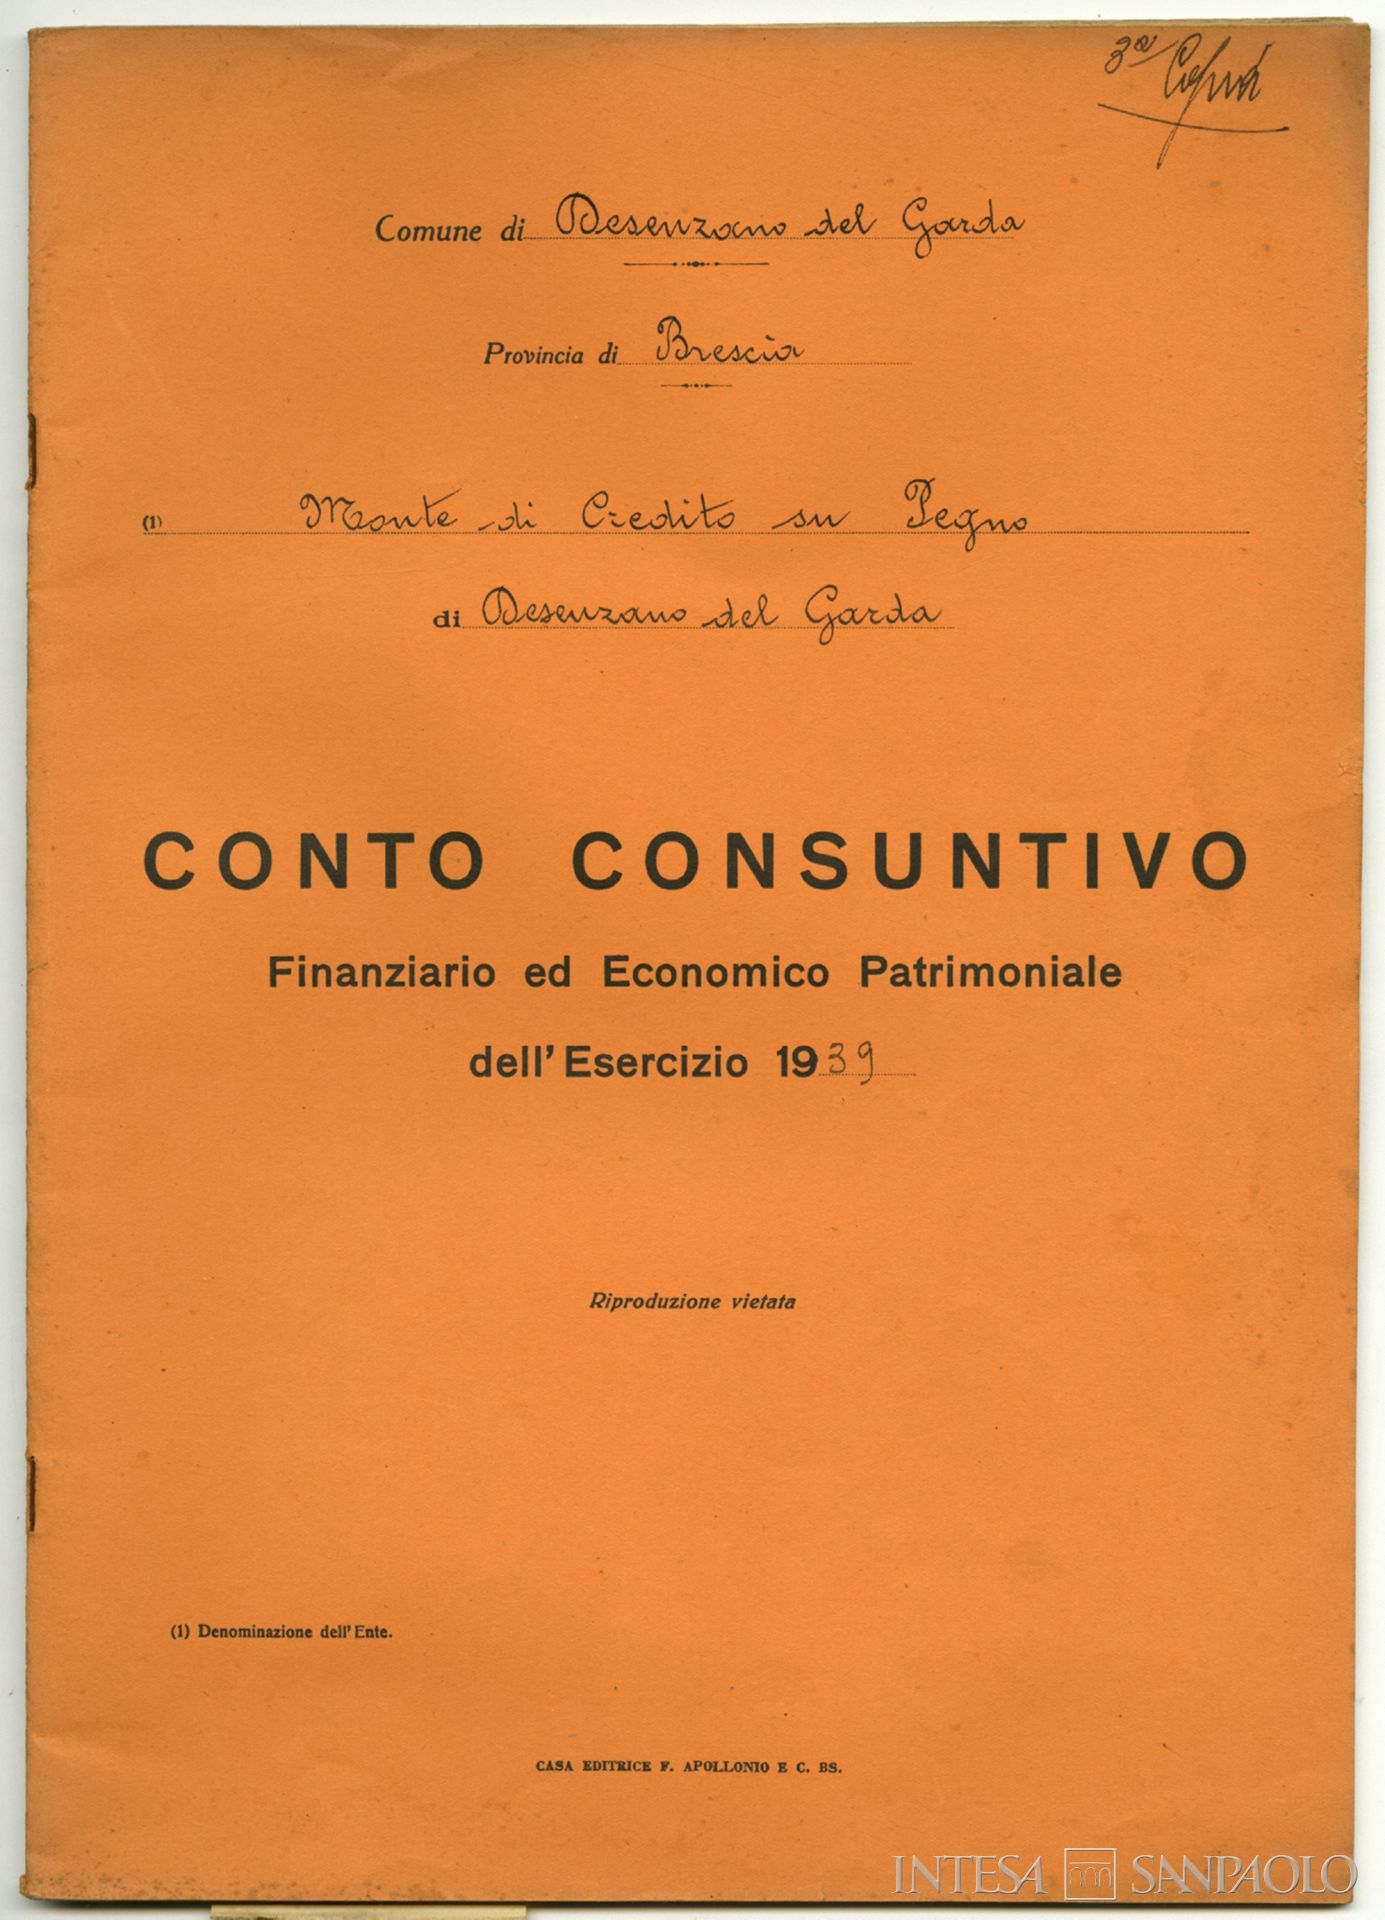 3ª Copia
Comune di Desenzano del Garda
Provincia di Brescia
(1) Monte di Credito su Pegno
di Desenzano del Garda
CONTO CONSUNTIVO
Finanziario ed Economico Patrimoniale
dell' Esercizio 1939
Riproduzione vietata
(1) Denominazione dell' Ente.
CASA EDITRICE F. APOLLONIO E C. BS.
INTESA SANPAOLO